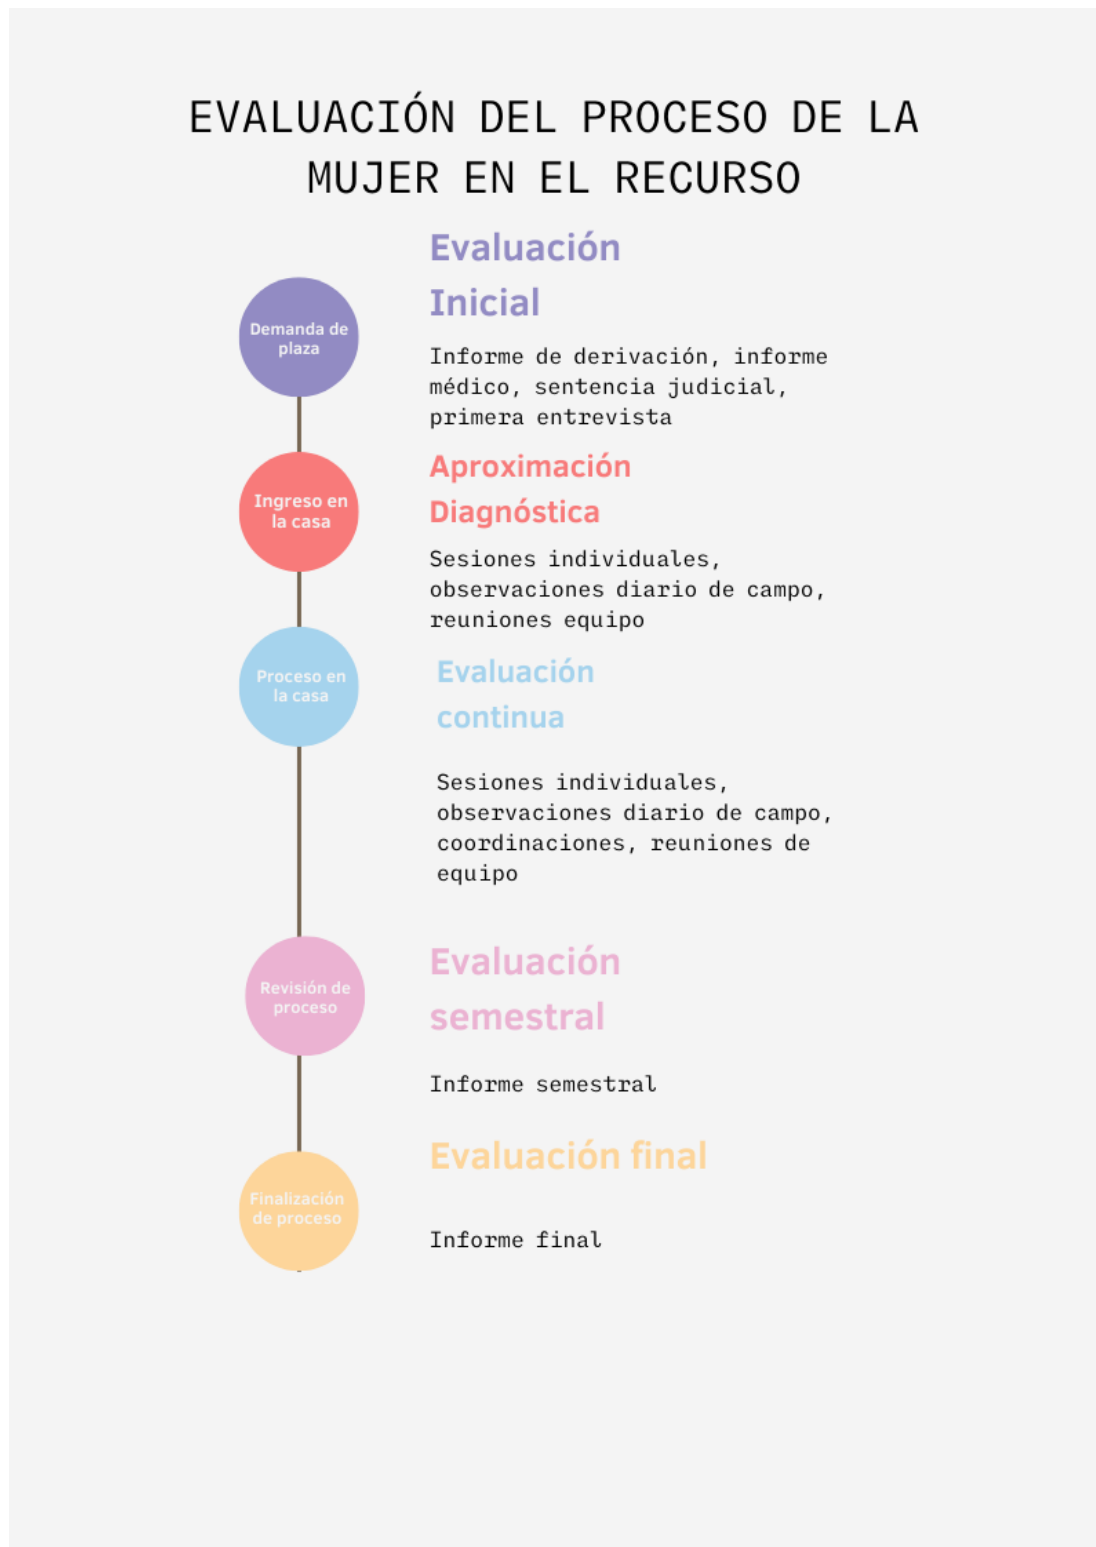 EVALUACIÓN DEL PROCESO DE LA
MUJER EN EL RECURSO
Demanda de
plaza
Evaluación
Inicial
Informe de derivación, informe
médico, sentencia judicial,
primera entrevista
Ingreso en
la casa
Aproximación
Diagnóstica
Sesiones individuales,
observaciones diario de campo,
reuniones equipo
Proceso en
la casa
Evaluación
continua
Sesiones individuales,
observaciones diario de campo,
coordinaciones, reuniones de
equipo
Revisión de
proceso
Evaluación
semestral
Informe semestral
Finalización
de proceso
Evaluación final
Informe final